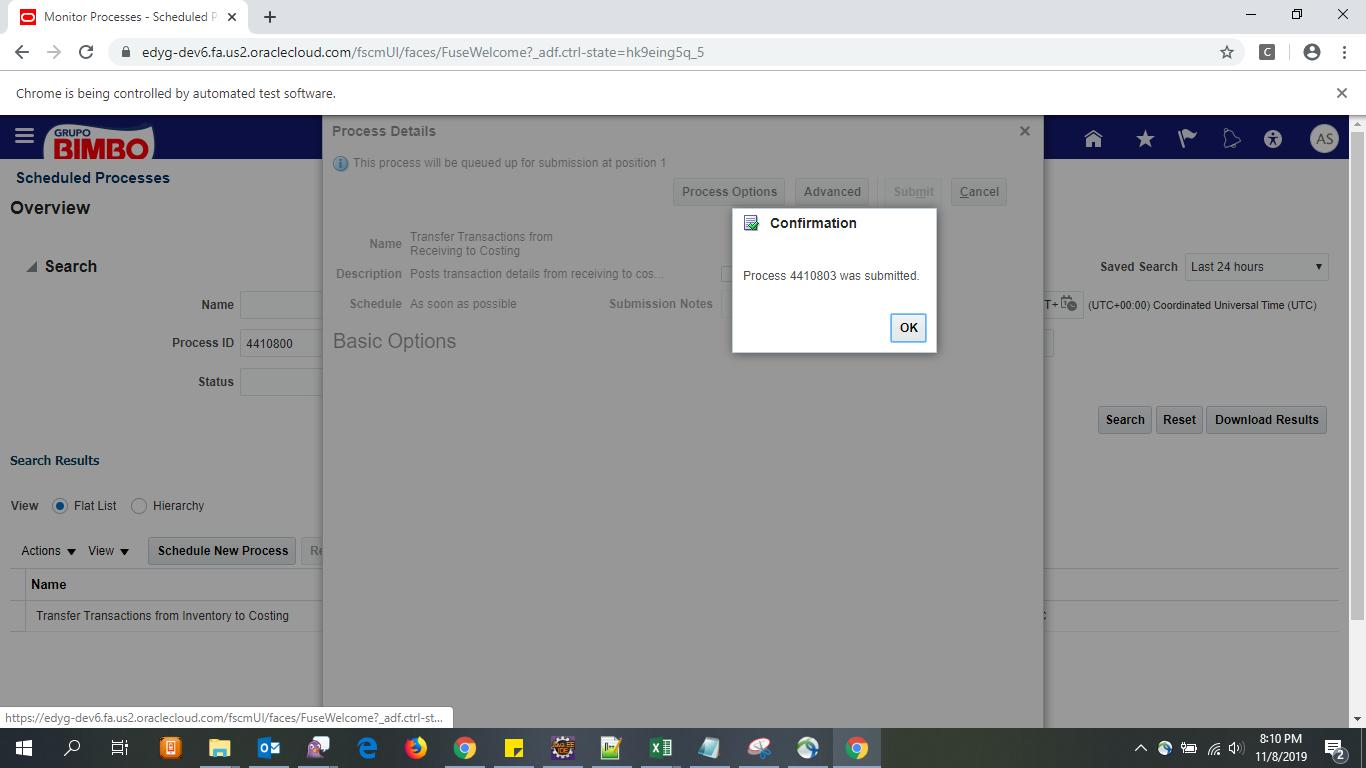 Monitor Processes - Scheduled P
edyg-dev6.fa.us2.oraclecloud.com/fscmUI/faces/FuseWelcome?_adf.ctrl-state=hk9eing5q_5
C
Chrome is being controlled by automated test software.
GRUPO
BIMBO
Process Details
AS
This process will be queued up for submission at position 1
Scheduled Processes
Process Options
Advanced
Submit
Cancel
Overview
Confirmation
Name
Transfer Transactions from
Receiving to Costing
Search
Description
Posts transaction details from receiving to cos...
Process 4410803 was submitted.
Saved Search
Last 24 hours
Name
Schedule
As soon as possible
Submission Notes
T+
(UTC+00:00) Coordinated Universal Time (UTC)
OK
Process ID
4410800
Basic Options
Status
Search
Reset
Download Results
Search Results
View
Flat List
Hierarchy
Actions
View
Schedule New Process
Re
Name
Transfer Transactions from Inventory to Costing
https://edyg-dev6.fa.us2.oraclecloud.com/fscmUI/faces/FuseWelcome?_adf.ctrl-st...
8:10 PM
11/8/2019
2